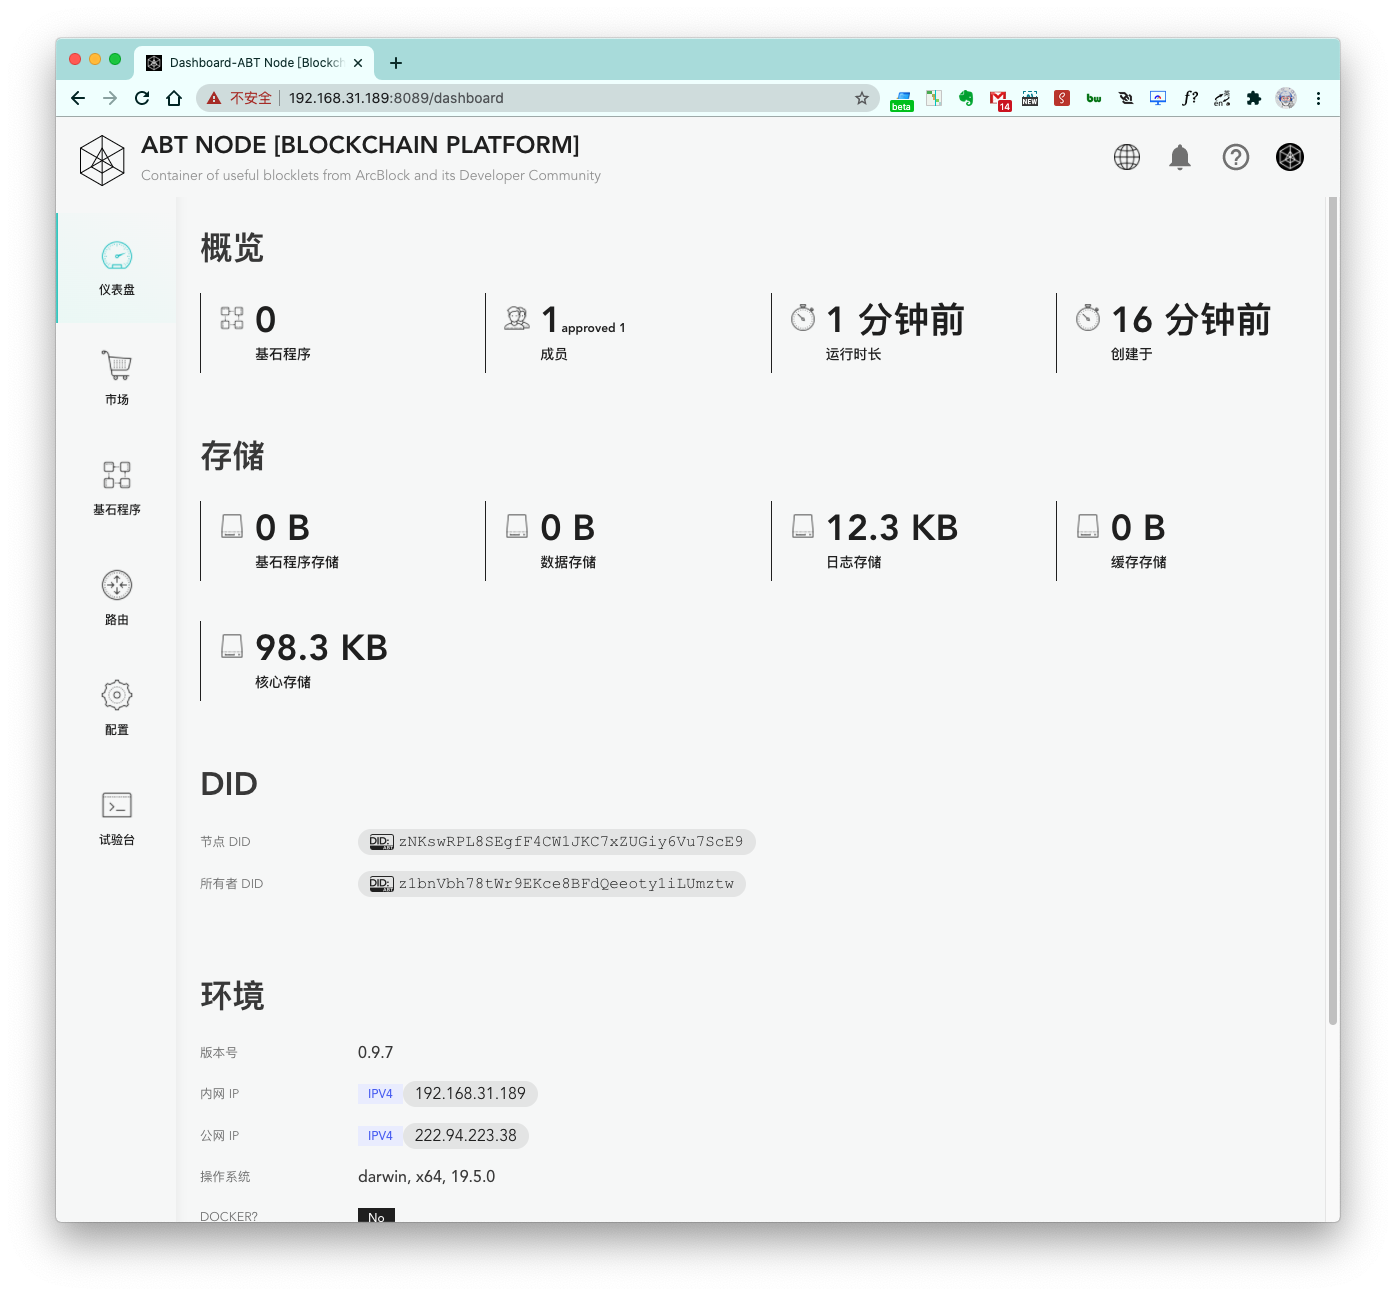 Dashboard-ABT Node [Blockch
不安全 192.168.31.189:8089/dashboard
beta
14
NEW
bw
f?
en
ABT NODE [BLOCKCHAIN PLATFORM]
Container of useful blocklets from ArcBlock and its Developer Community
仪表盘
市场
基石程序
路由
配置
试验台
概览
0
基石程序
1 approved 1
成员
1 分钟前
运行时长
16 分钟前
创建于
存储
0 B
基石程序存储
0 B
数据存储
12.3 KB
日志存储
0 B
缓存存储
98.3 KB
核心存储
DID
节点 DID DID: ABT zNKswRPL8SEgfF4CW1JKC7xZUGiy6Vu7ScE9
所有者 DID DID: ABT z1bnVbh78tWr9EKce8BFdQeeoty1iLUmztw
环境
版本号 0.9.7
内网 IP IPV4 192.168.31.189
公网 IP IPV4 222.94.223.38
操作系统 darwin, x64, 19.5.0
DOCKER? No